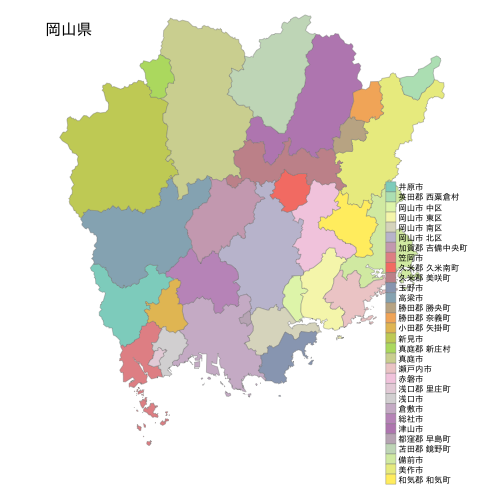 岡山県
井原市
英田郡 西粟倉村
岡山市 中区
岡山市 東区
岡山市 南区
岡山市 北区
加賀郡 吉備中央町
笠岡市
久米郡 久米南町
久米郡 美咲町
玉野市
高梁市
勝田郡 勝央町
勝田郡 奈義町
小田郡 矢掛町
新見市
真庭郡 新庄村
真庭市
瀬戸内市
赤磐市
浅口郡 里庄町
浅口市
倉敷市
総社市
津山市
都窪郡 早島町
苫田郡 鏡野町
備前市
美作市
和気郡 和気町